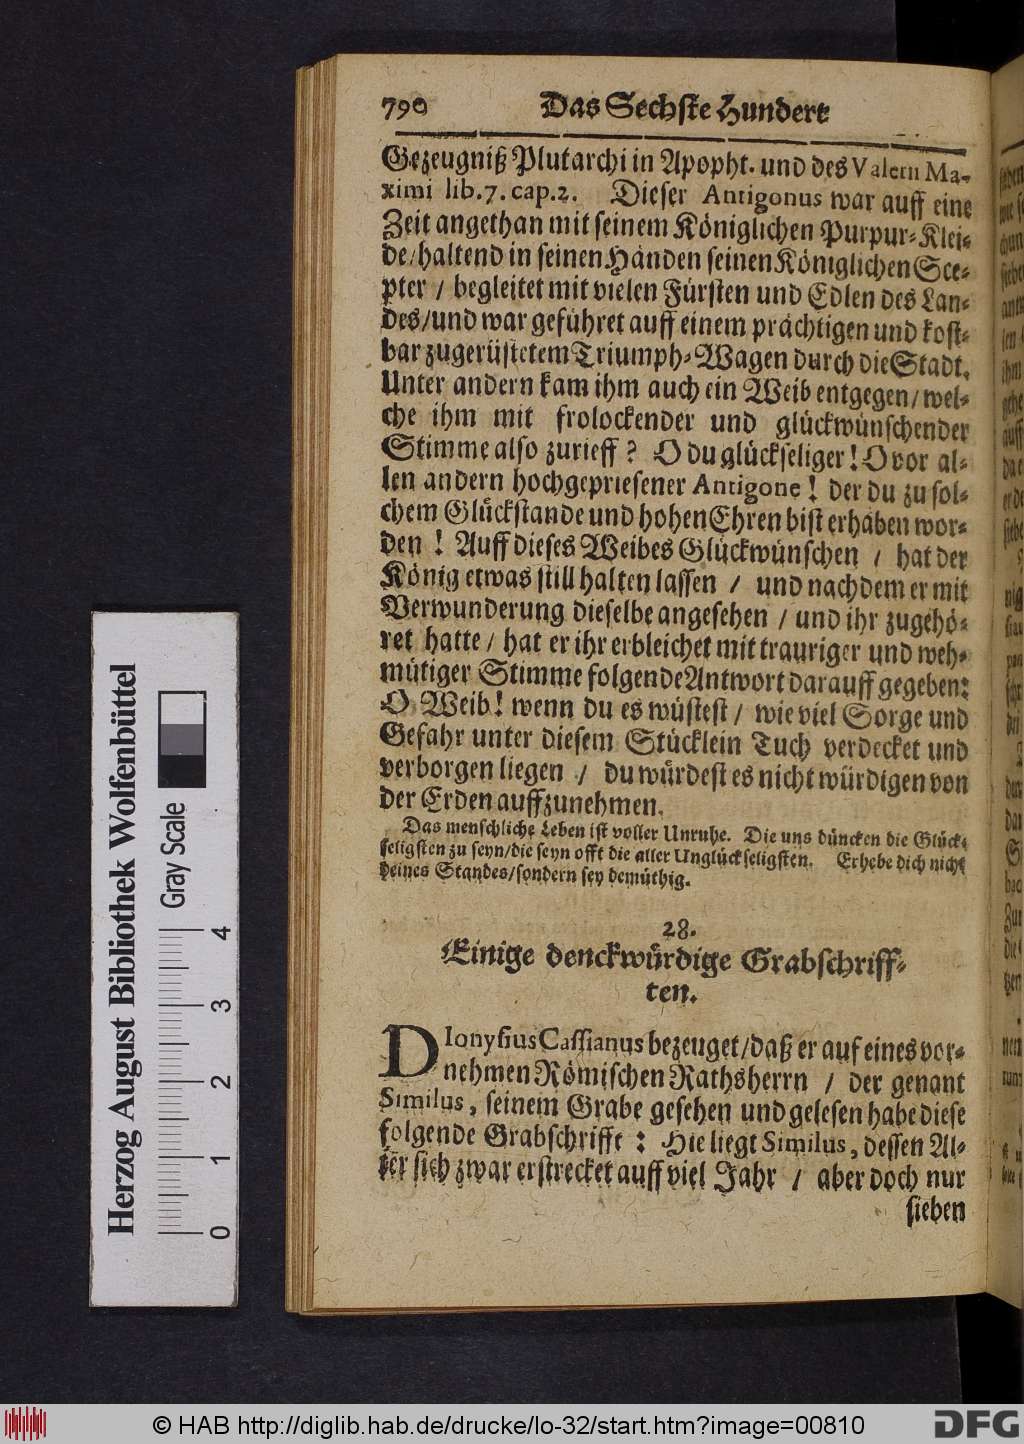 790 Das Sechste Hundert
Gezeugniß Plutarchi in Apopht. und des Valerii Ma-
ximi lib. 7. cap. 2. Dieser Antigonus war auff eine
Zeit angethan mit seinem Königlichen Purpur-Klei-
de/haltend in seinen Händen seinen Königlichen Sce-
pter / begleitet mit vielen Fürsten und Edlen des Lan-
des/und war geführet auff einem prächtigen und kost-
bar zugerüstetem Triumph-Wagen durch die Stadt.
Unter andern kam ihm auch ein Weib entgegen/wel-
che ihm mit frolockender und glückwünschender
Stimme also zurieff? O du glückseliger! O vor al-
len andern hochgepriesener Antigone! der du zu sol-
chem Glückstande und hohen Ehren bist erhaben wor-
den! Auff dieses Weibes Glückwünschen / hat der
König etwas still halten lassen / und nachdem er mit
Verwunderung dieselbe angesehen / und ihr zugehö-
ret hatte/ hat er ihr erbleichet mit trauriger und weh-
mütiger Stimme folgende Antwort darauff gegeben:
O Weib! wenn du es wüstest/ wie viel Sorge und
Gefahr unter diesem Stücklein Tuch verdecket und
verborgen liegen / du würdest es nicht würdigen von
der Erden auffzunehmen.
Das menschliche Leben ist voller Unruhe. Die uns düncken die Glück-
seligsten zu seyn/die seyn offt die aller Unglückseligsten. Erhebe dich nicht
deines Standes/sondern sey demüthig.
28.
Einige denckwürdige Grabschriff-
ten.
DIonysius Cassianus bezeuget/daß er auf eines vor-
nehmen Römischen Rathsherrn / der genant
Similus, seinem Grabe gesehen und gelesen habe diese
folgende Grabschrifft: Hie liegt Similus, dessen Al-
ter sich zwar erstrecket auff viel Jahr / aber doch nur
sieben
Herzog August Bibliothek Wolfenbüttel
Gray Scale
0 1 2 3 4
© HAB http://diglib.hab.de/drucke/lo-32/start.htm?image=00810
DFG